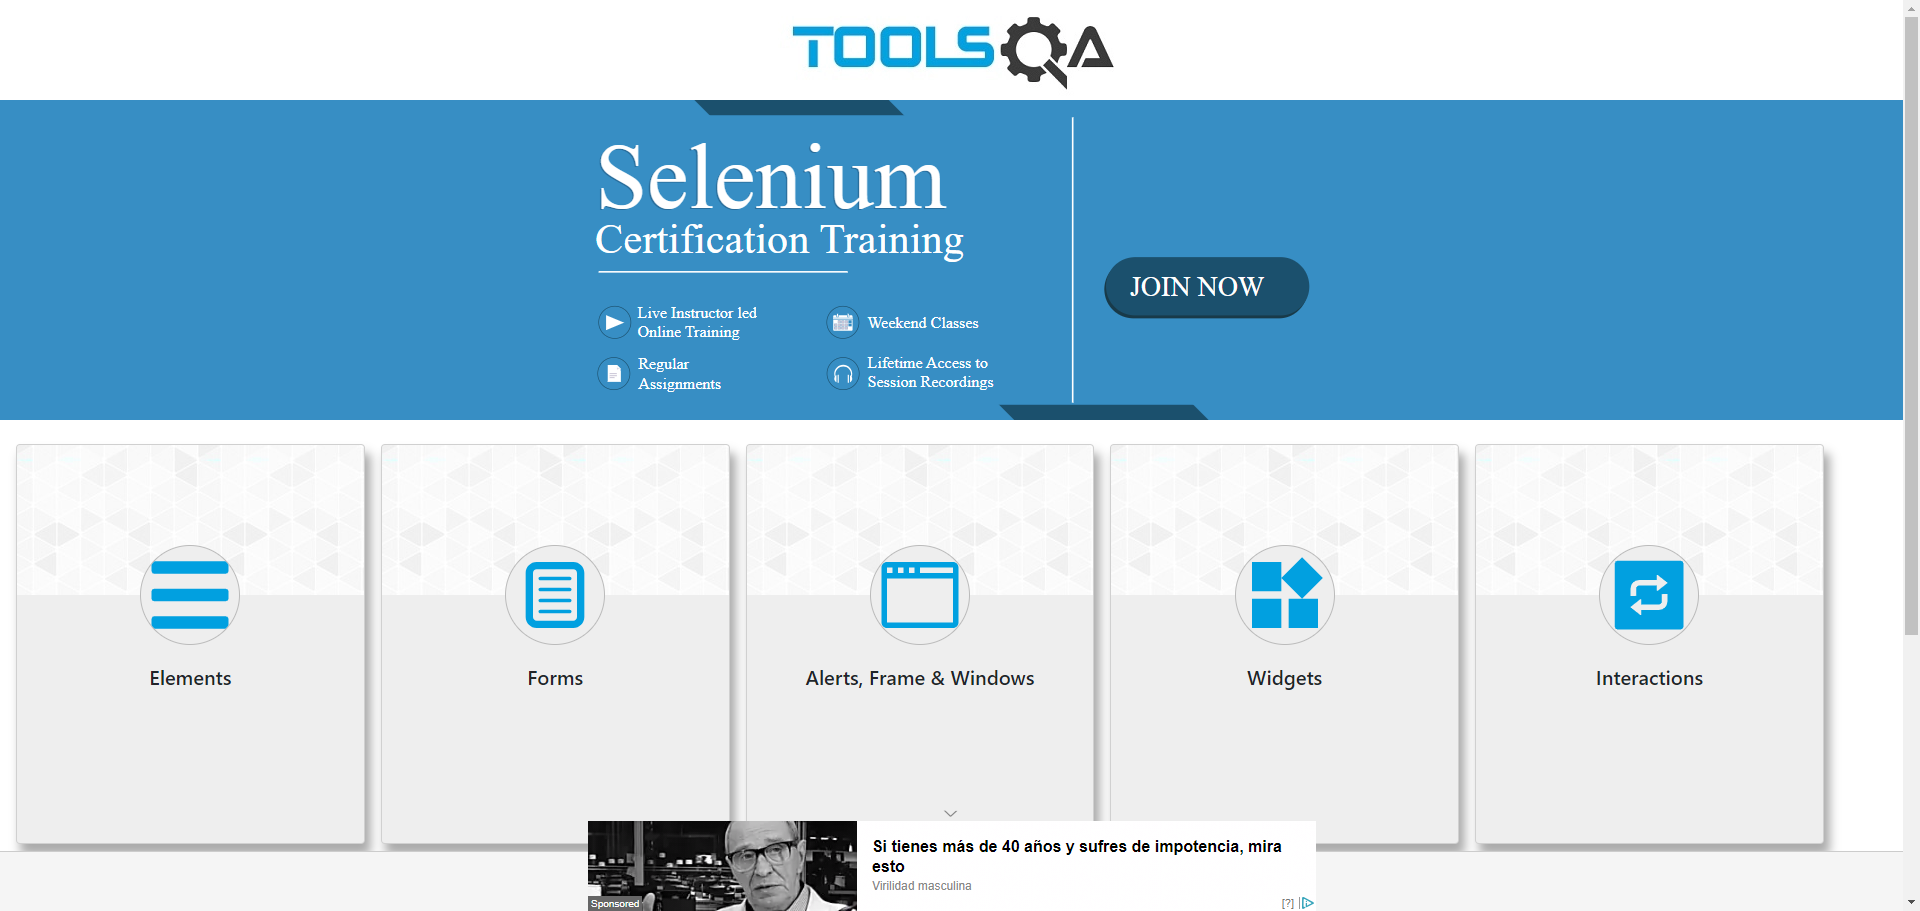 TOOLSQA
Selenium
Certification Training
Live Instructor led
Online Training
Weekend Classes
Regular
Assignments
Lifetime Access to
Session Recordings
JOIN NOW
Elements
Forms
Alerts, Frame & Windows
Widgets
Interactions
Si tienes más de 40 años y sufres de impotencia, mira
esto
Virilidad masculina
Sponsored
[?]